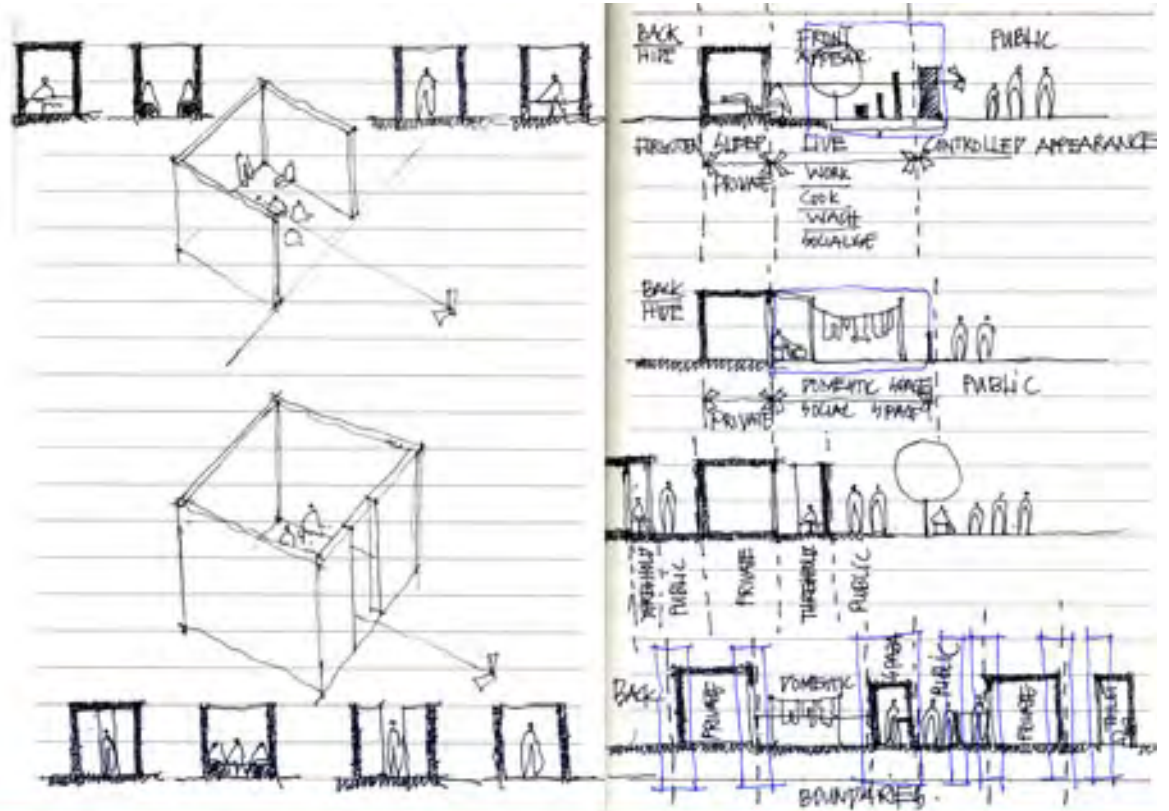 BACK
HIDE
FRONT
APPEAR.
PUBLIC
FORGOTTEN
SLEEP
LIVE
CONTROLLED APPEARANCE
PRIVATE
WORK
COOK
WASH
SOCIALISE
BACK
HIDE
DOMESTIC SPACE
PUBLIC
PRIVATE
SOCIAL SPACE
THRESHOLD
PUBLIC
PRIVATE
THRESHOLD
PUBLIC
BACK
PRIVATE
DOMESTIC
PUBLIC
PRIVATE
BOUNDARIES